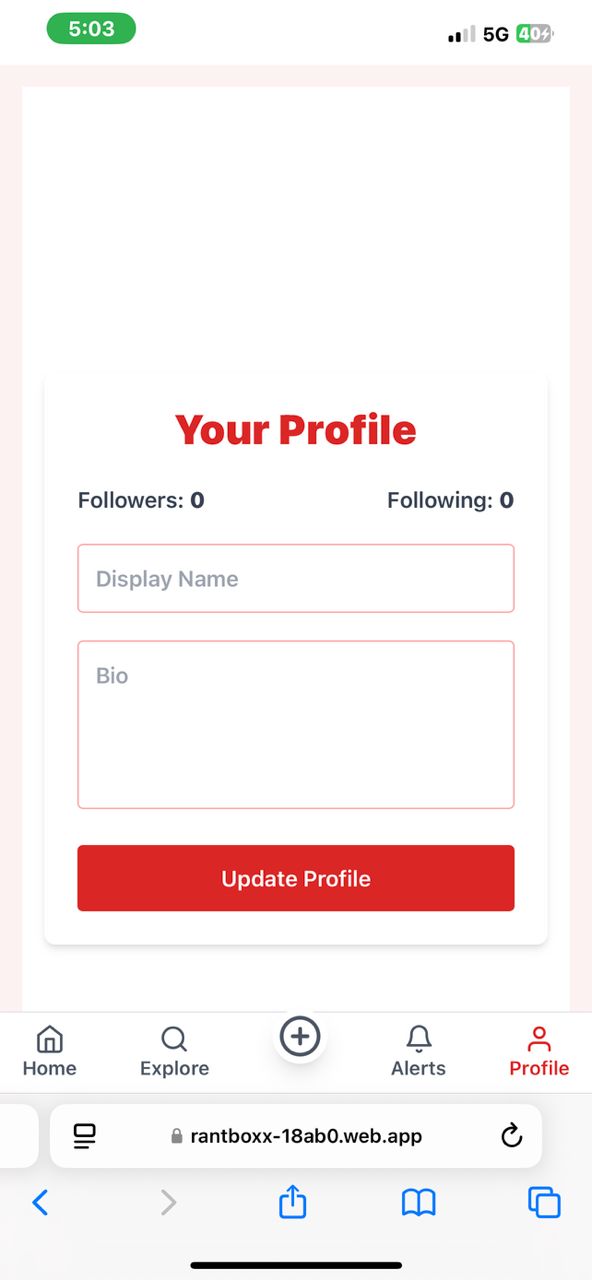 5:03
5G 40
Your Profile
Followers: 0 Following: 0
Display Name
Bio
Update Profile
Home Explore Alerts Profile
rantboxx-18ab0.web.app